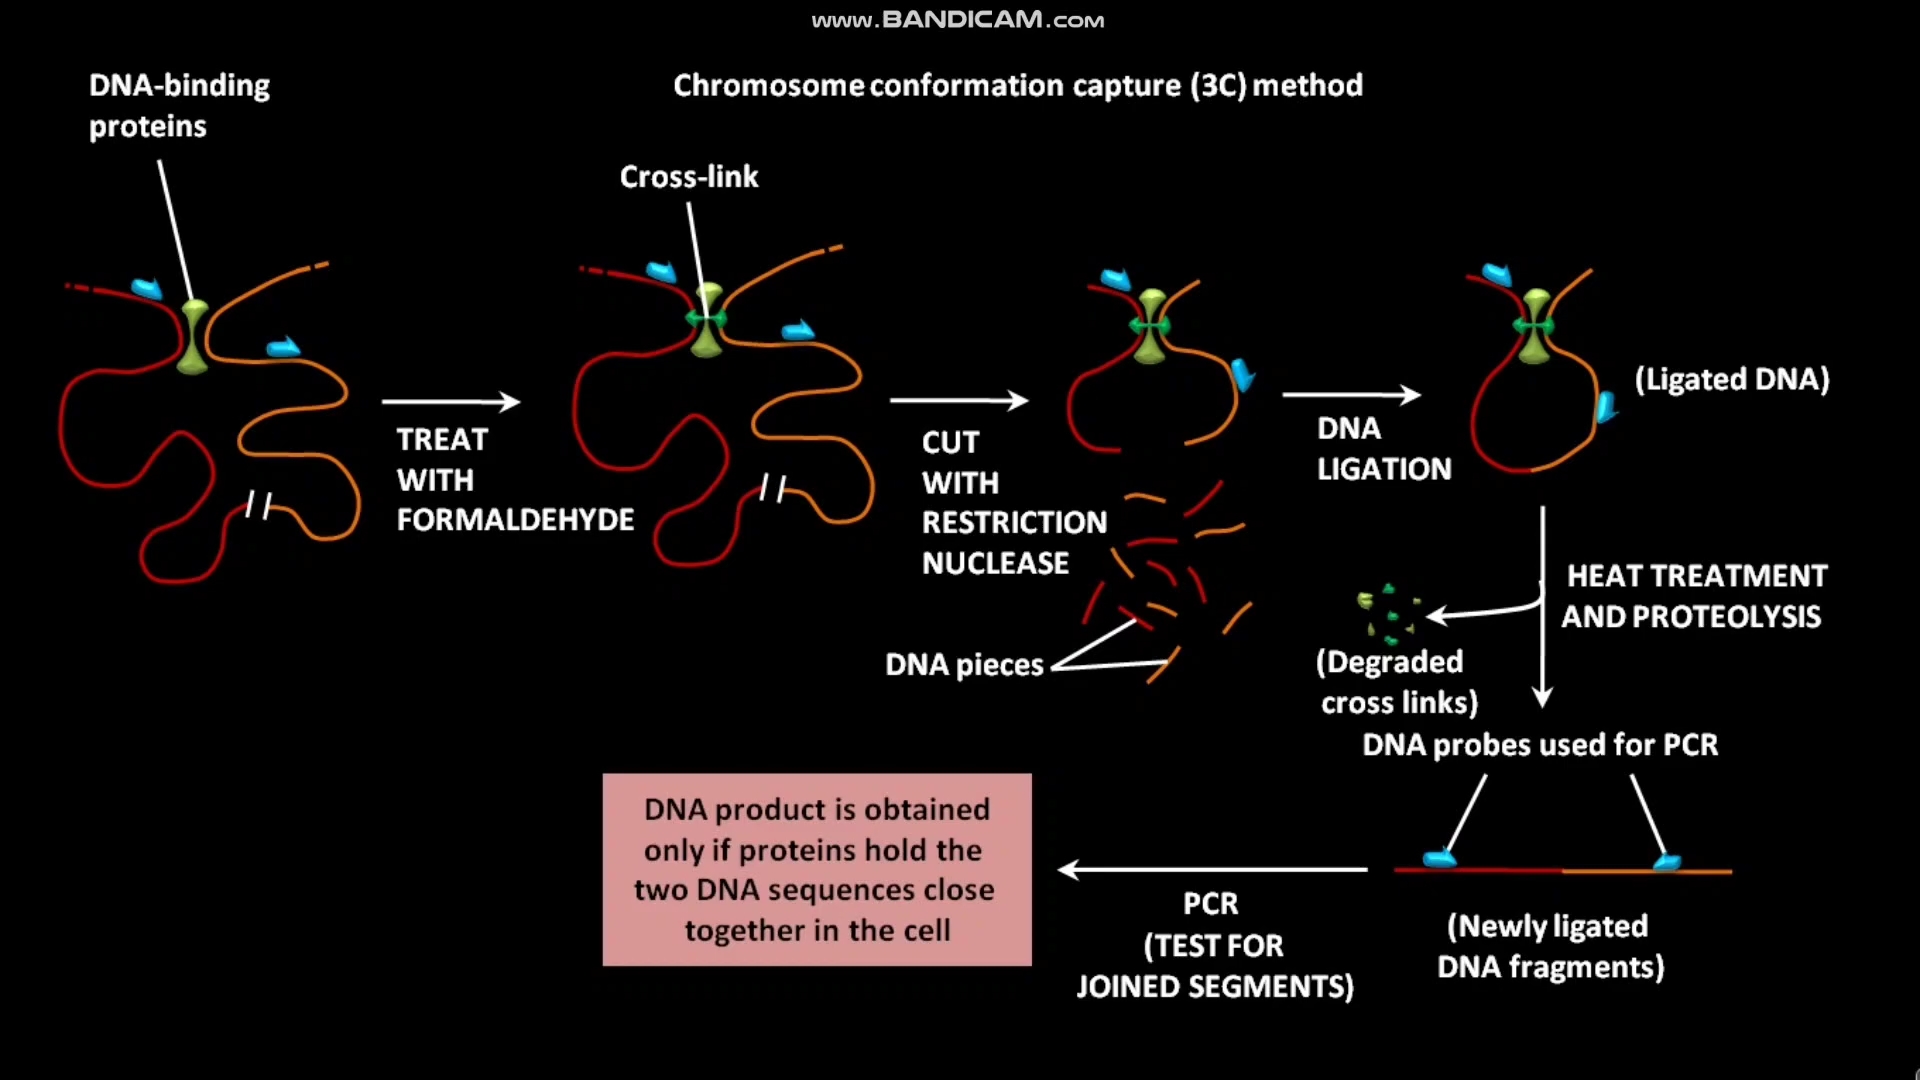 www.BANDICAM.com
DNA-binding
proteins
Chromosome conformation capture (3C) method
Cross-link
TREAT
WITH
FORMALDEHYDE
CUT
WITH
RESTRICTION
NUCLEASE
DNA pieces
DNA
LIGATION
(Ligated DNA)
HEAT TREATMENT
AND PROTEOLYSIS
(Degraded
cross links)
DNA probes used for PCR
(Newly ligated
DNA fragments)
PCR
(TEST FOR
JOINED SEGMENTS)
DNA product is obtained
only if proteins hold the
two DNA sequences close
together in the cell